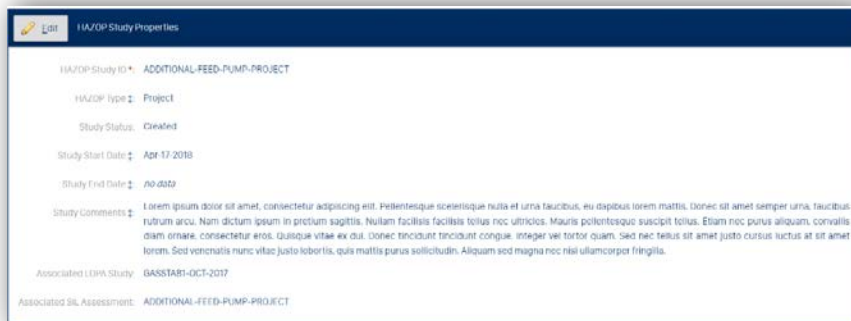 Edit HAZOP Study Properties
HAZOP Study ID *: ADDITIONAL-FEED-PUMP-PROJECT
HAZOP Type ‡: Project
Study Status: Created
Study Start Date ‡: Apr-17-2018
Study End Date ‡: no data
Study Comments ‡: Lorem ipsum dolor sit amet, consectetur adipiscing elit. Pellentesque scelerisque nulla et urna faucibus, eu dapibus lorem mattis. Donec sit amet semper urna, faucibus
rutrum arcu. Nam dictum ipsum in pretium sagittis. Nullam facilisis facilisis tellus nec ultricies. Mauris pellentesque suscipit tellus. Etiam nec purus aliquam, convallis
diam ornare, consectetur eros. Quisque vitae ex dui. Donec tincidunt tincidunt congue. Integer vel tortor quam. Sed nec tellus sit amet justo cursus luctus at sit amet
lorem. Sed venenatis nunc vitae justo lobortis, quis mattis purus sollicitudin. Aliquam sed magna nec nisl ullamcorper fringilla.
Associated LOPA Study: GASSTAB1-OCT-2017
Associated SIL Assessment: ADDITIONAL-FEED-PUMP-PROJECT